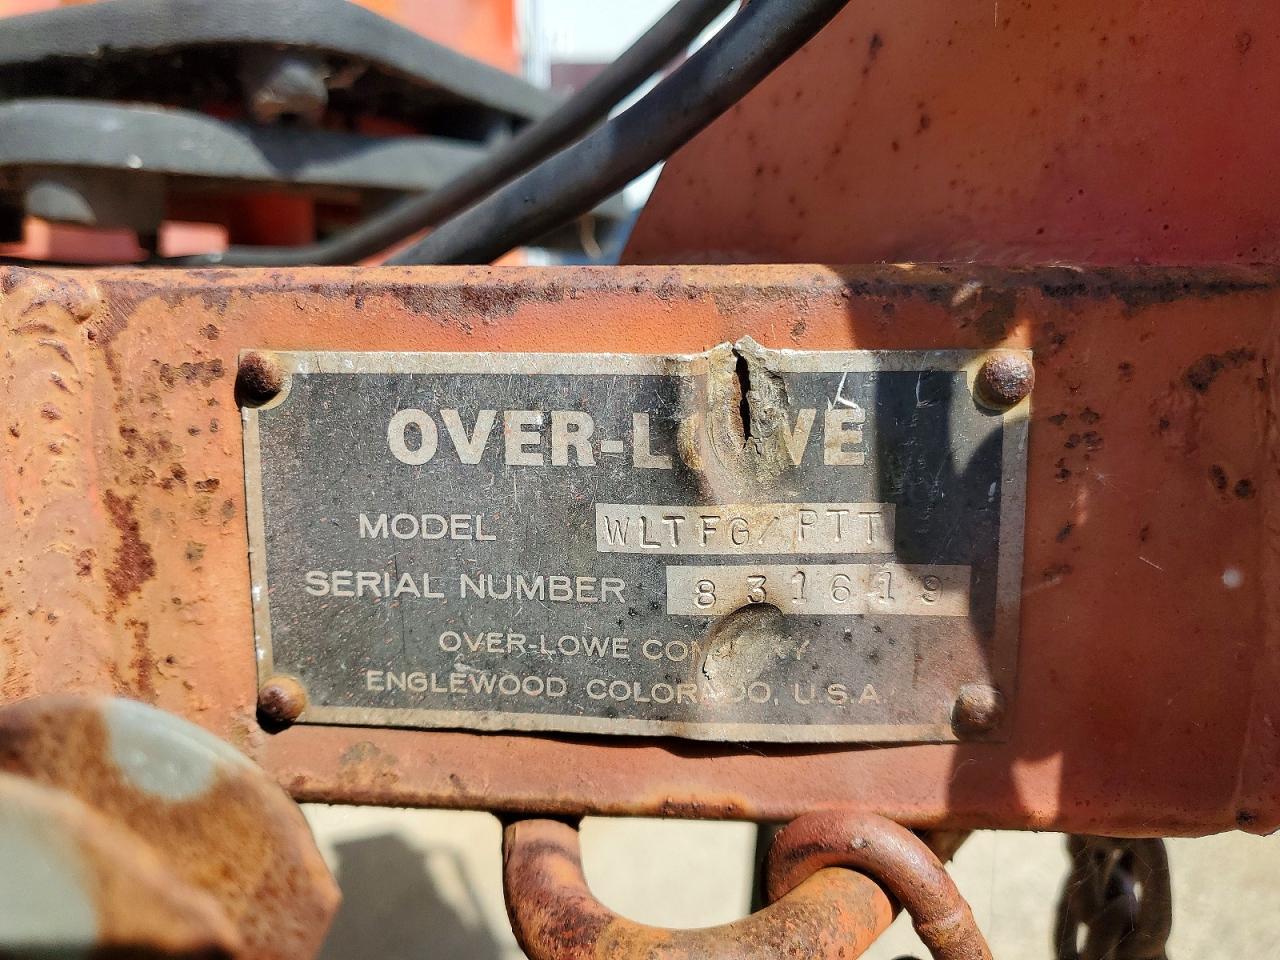 OVER-LOWE
MODEL WLTFG/PTT
SERIAL NUMBER 831619
OVER-LOWE COMPANY
ENGLEWOOD COLORADO, U.S.A